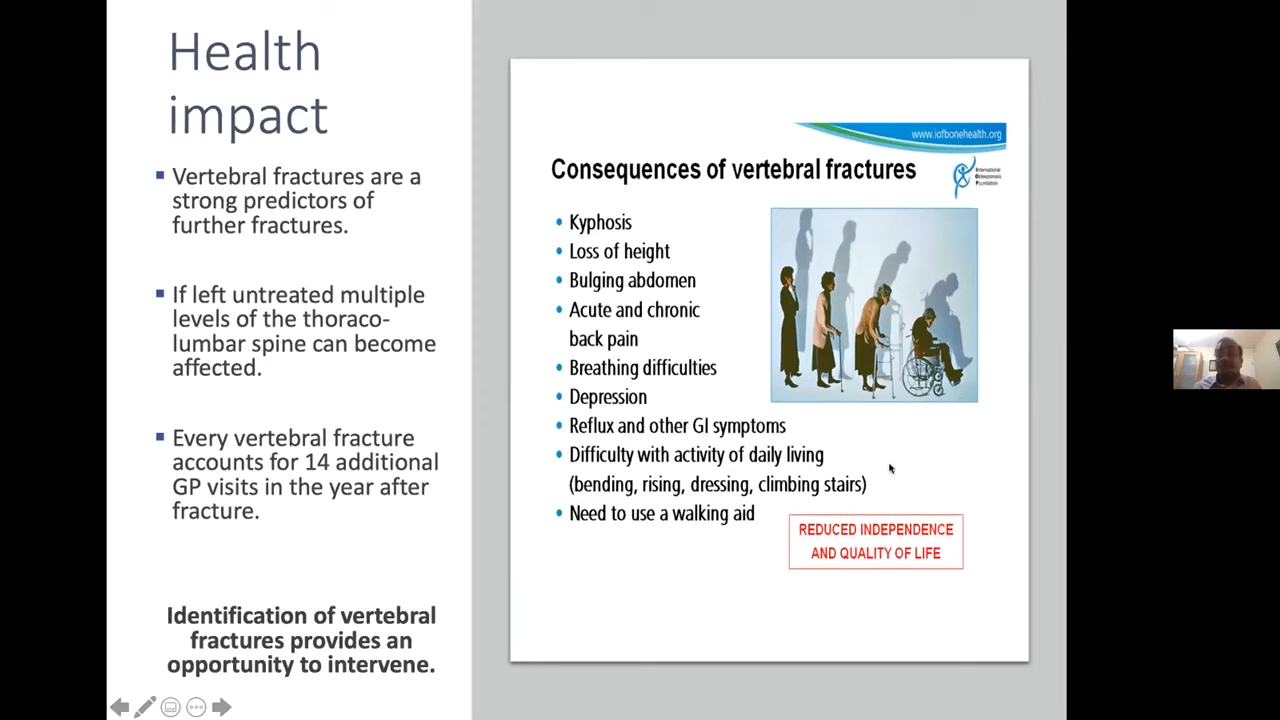 Health
impact
Vertebral fractures are a
strong predictors of
further fractures.
If left untreated multiple
levels of the thoraco-
lumbar spine can become
affected.
Every vertebral fracture
accounts for 14 additional
GP visits in the year after
fracture.
Identification of vertebral
fractures provides an
opportunity to intervene.
www.iofbonehealth.org
Consequences of vertebral fractures
International
Osteoporosis
Foundation
Kyphosis
Loss of height
Bulging abdomen
Acute and chronic
back pain
Breathing difficulties
Depression
Reflux and other GI symptoms
Difficulty with activity of daily living
(bending, rising, dressing, climbing stairs)
Need to use a walking aid
REDUCED INDEPENDENCE
AND QUALITY OF LIFE